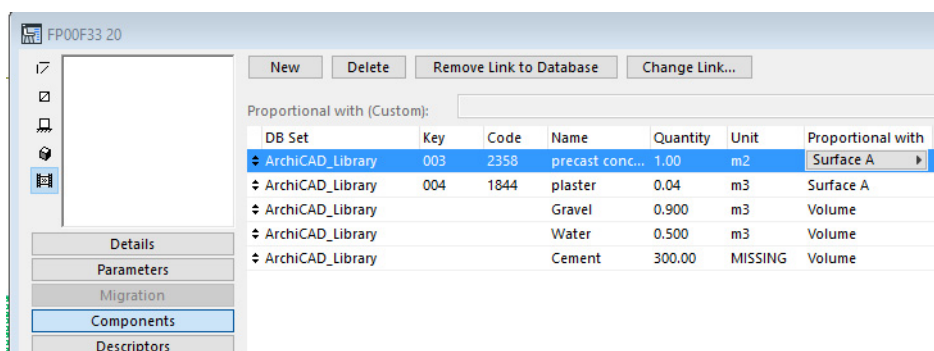 FP00F33 20
New Delete Remove Link to Database Change Link...
Proportional with (Custom):
DB Set Key Code Name Quantity Unit Proportional with
ArchiCAD_Library 003 2358 precast conc... 1.00 m2 Surface A
ArchiCAD_Library 004 1844 plaster 0.04 m3 Surface A
ArchiCAD_Library Gravel 0.900 m3 Volume
ArchiCAD_Library Water 0.500 m3 Volume
ArchiCAD_Library Cement 300.00 MISSING Volume
Details
Parameters
Migration
Components
Descriptors